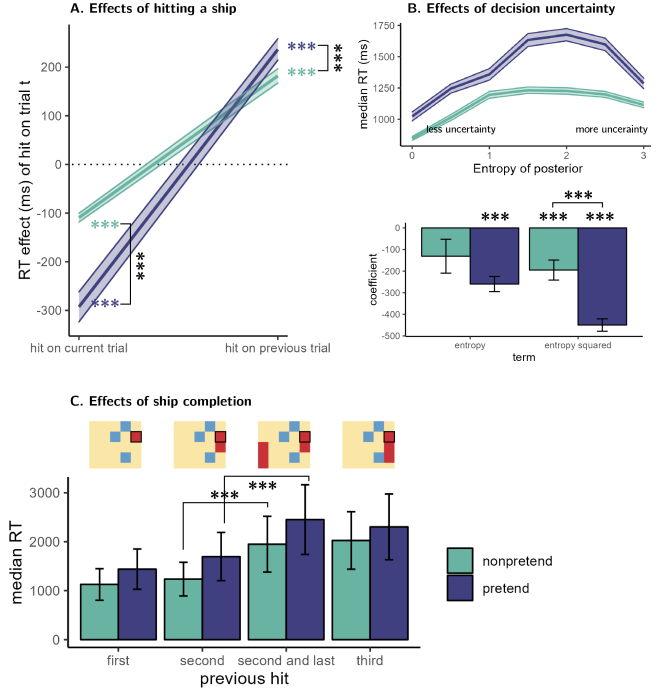 A. Effects of hitting a ship
RT effect (ms) of hit on trial t
200
100
0
-100
-200
-300
***
***
***
***
***
***
hit on current trial
hit on previous trial
B. Effects of decision uncertainty
median RT (ms)
1750
1500
1250
1000
less uncertainty
more uncerainty
0
1
2
3
Entropy of posterior
***
***
***
***
coefficient
0
-100
-200
-300
-400
-500
entropy
entropy squared
term
C. Effects of ship completion
median RT
3000
2000
1000
0
***
***
first
second
second and last
third
previous hit
nonpretend
pretend